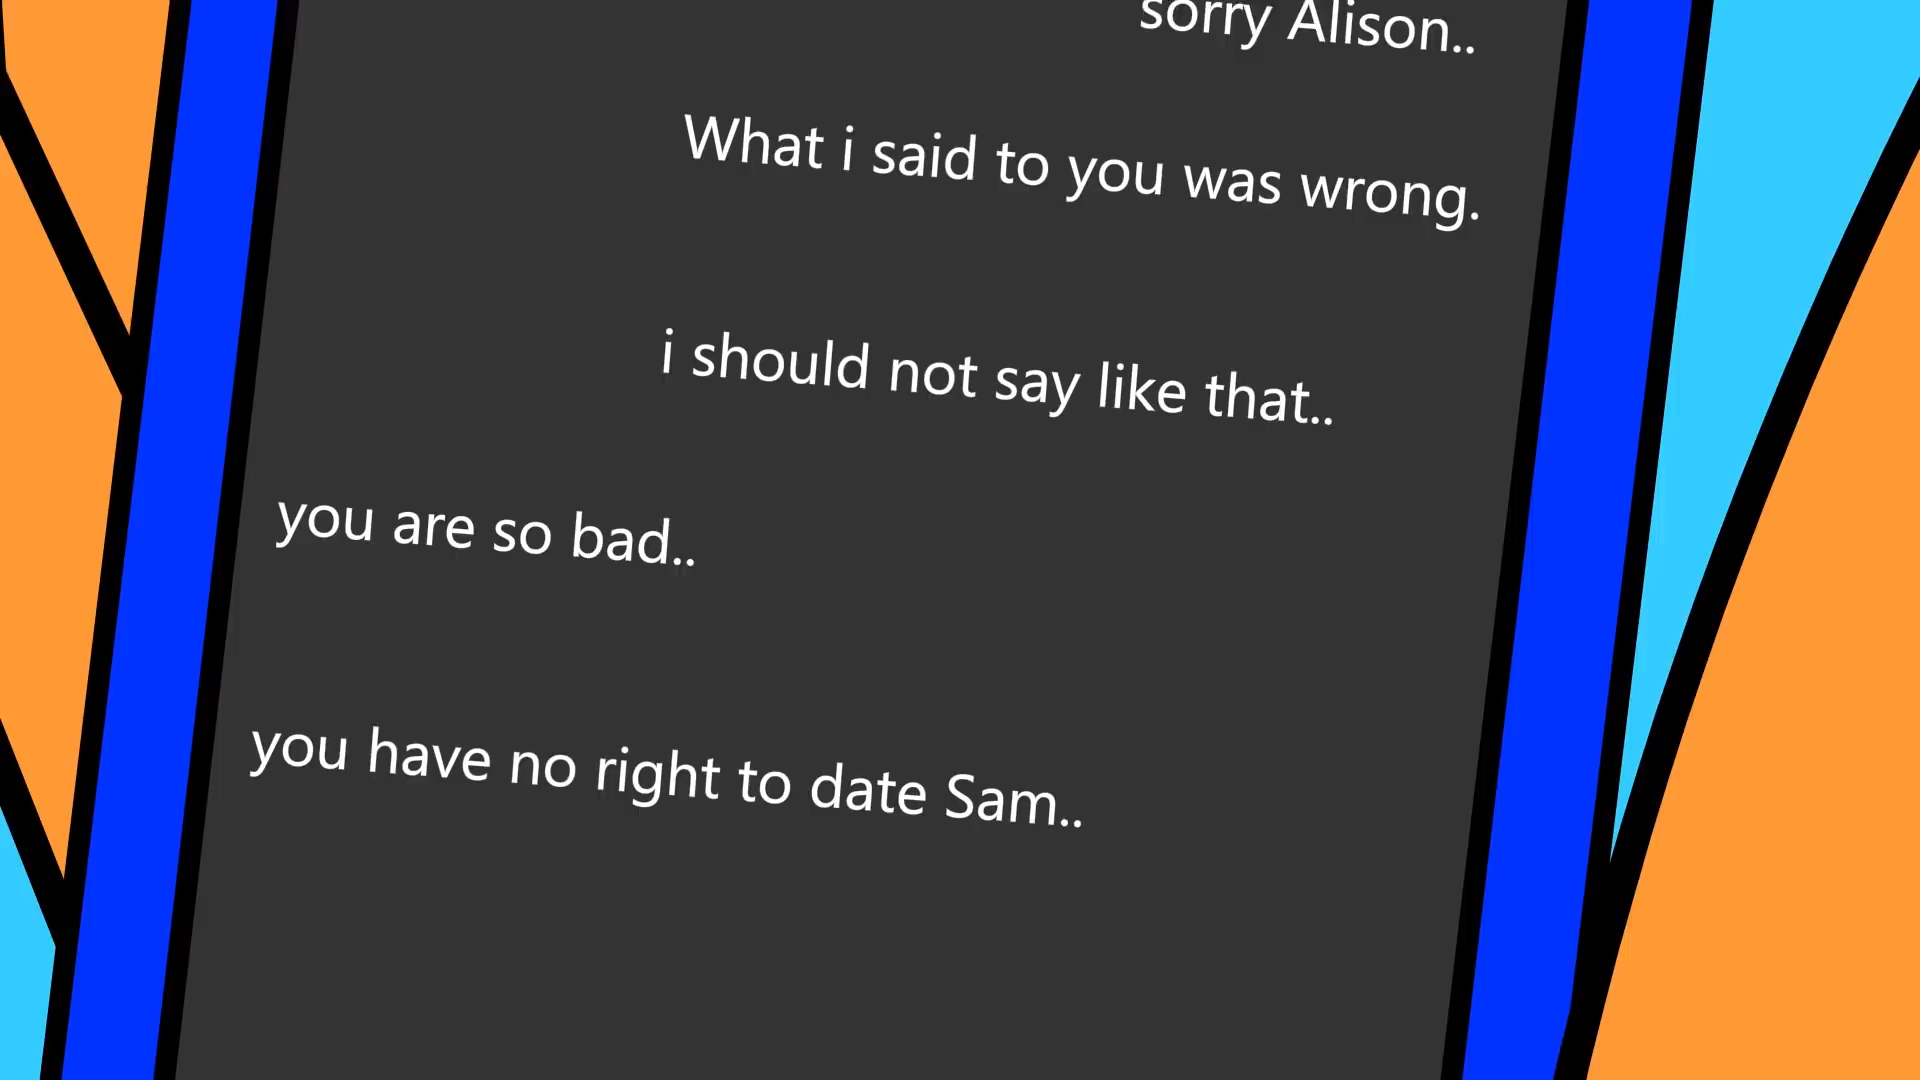 sorry Alison..
What i said to you was wrong.
i should not say like that..
you are so bad..
you have no right to date Sam..